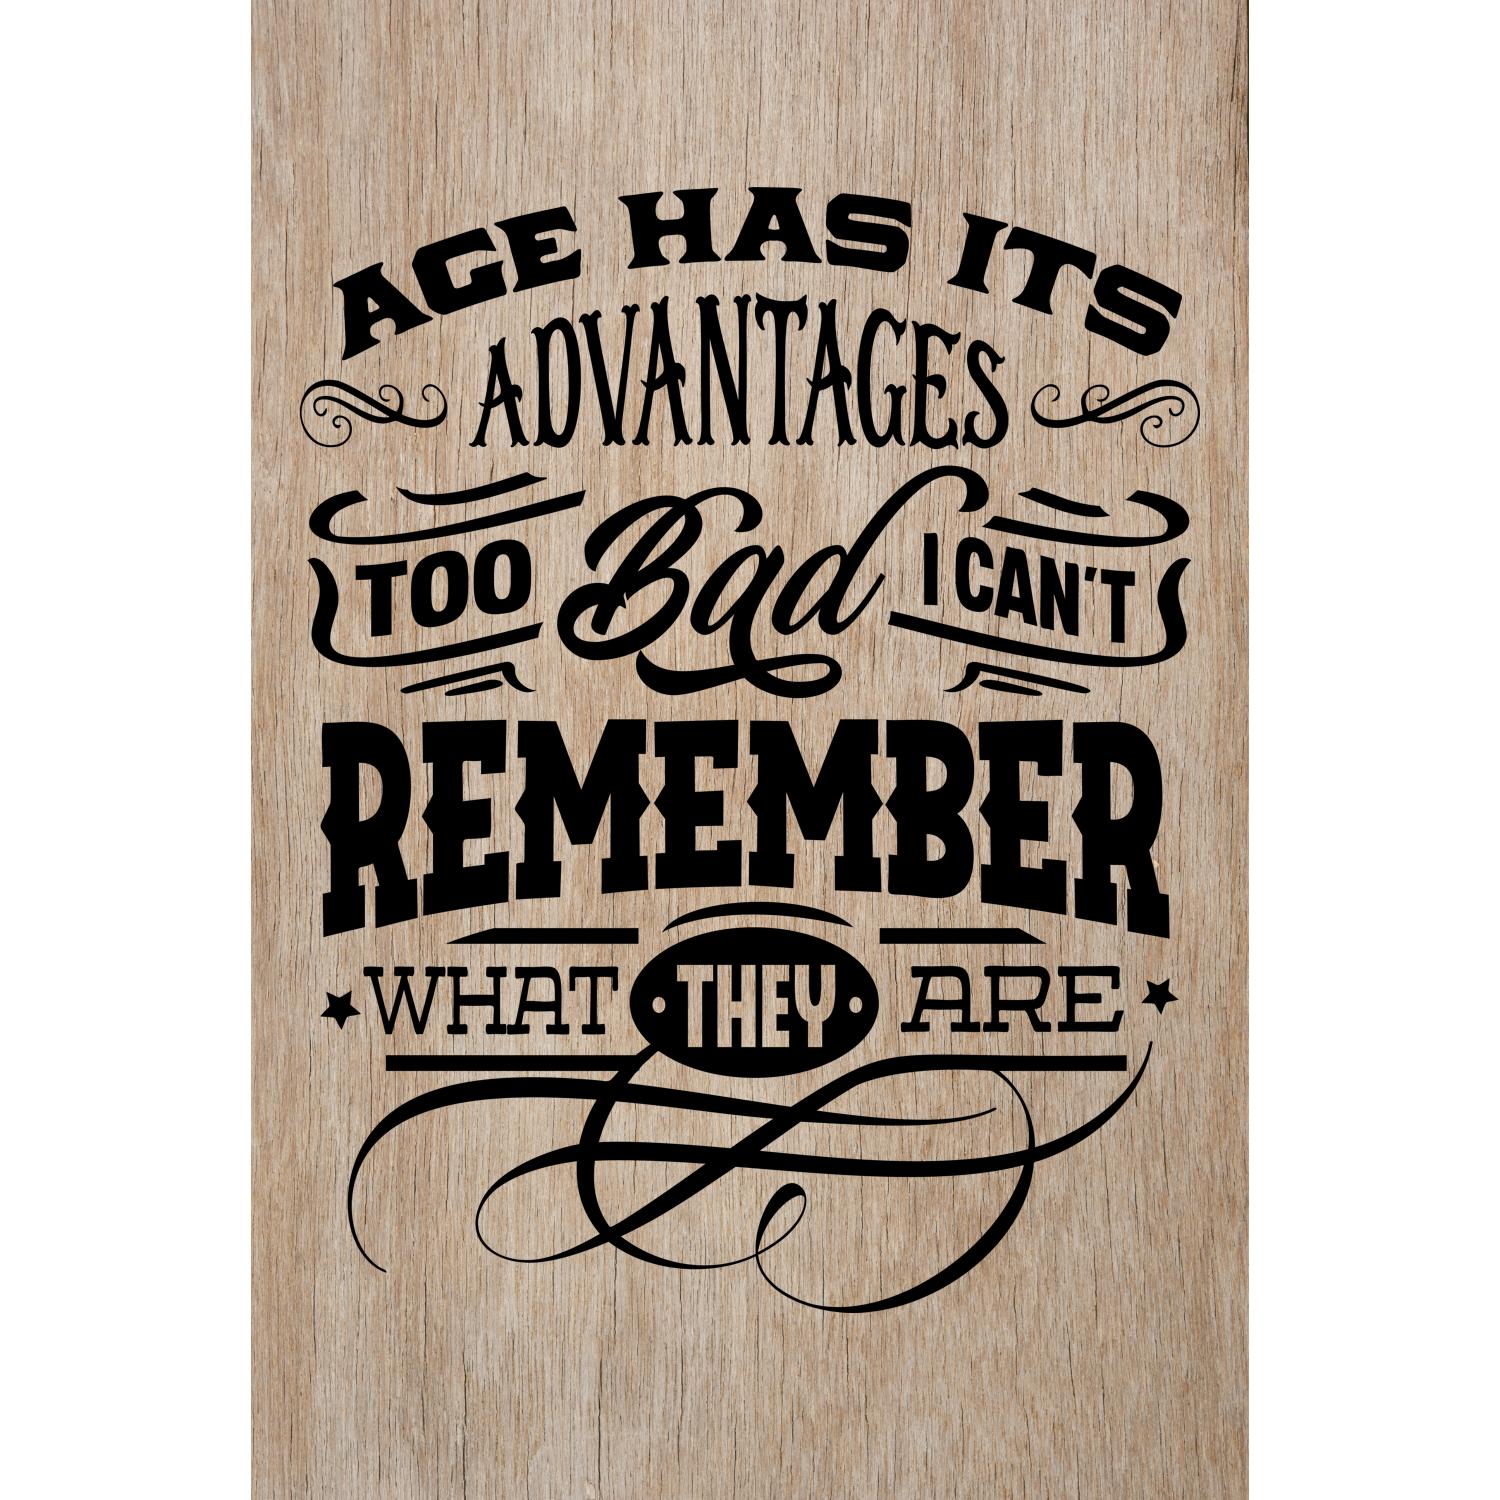 AGE HAS ITS
ADVANTAGES
TOO Bad I CAN'T
REMEMBER
WHAT THEY ARE